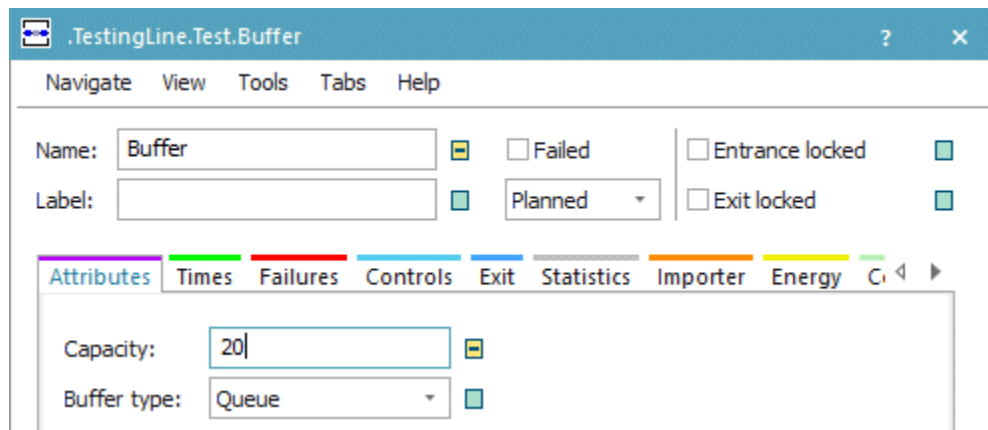 .TestingLine.Test.Buffer ? ×
Navigate View Tools Tabs Help
Name: Buffer Failed Entrance locked
Label: Planned Exit locked
Attributes Times Failures Controls Exit Statistics Importer Energy
Capacity: 20
Buffer type: Queue